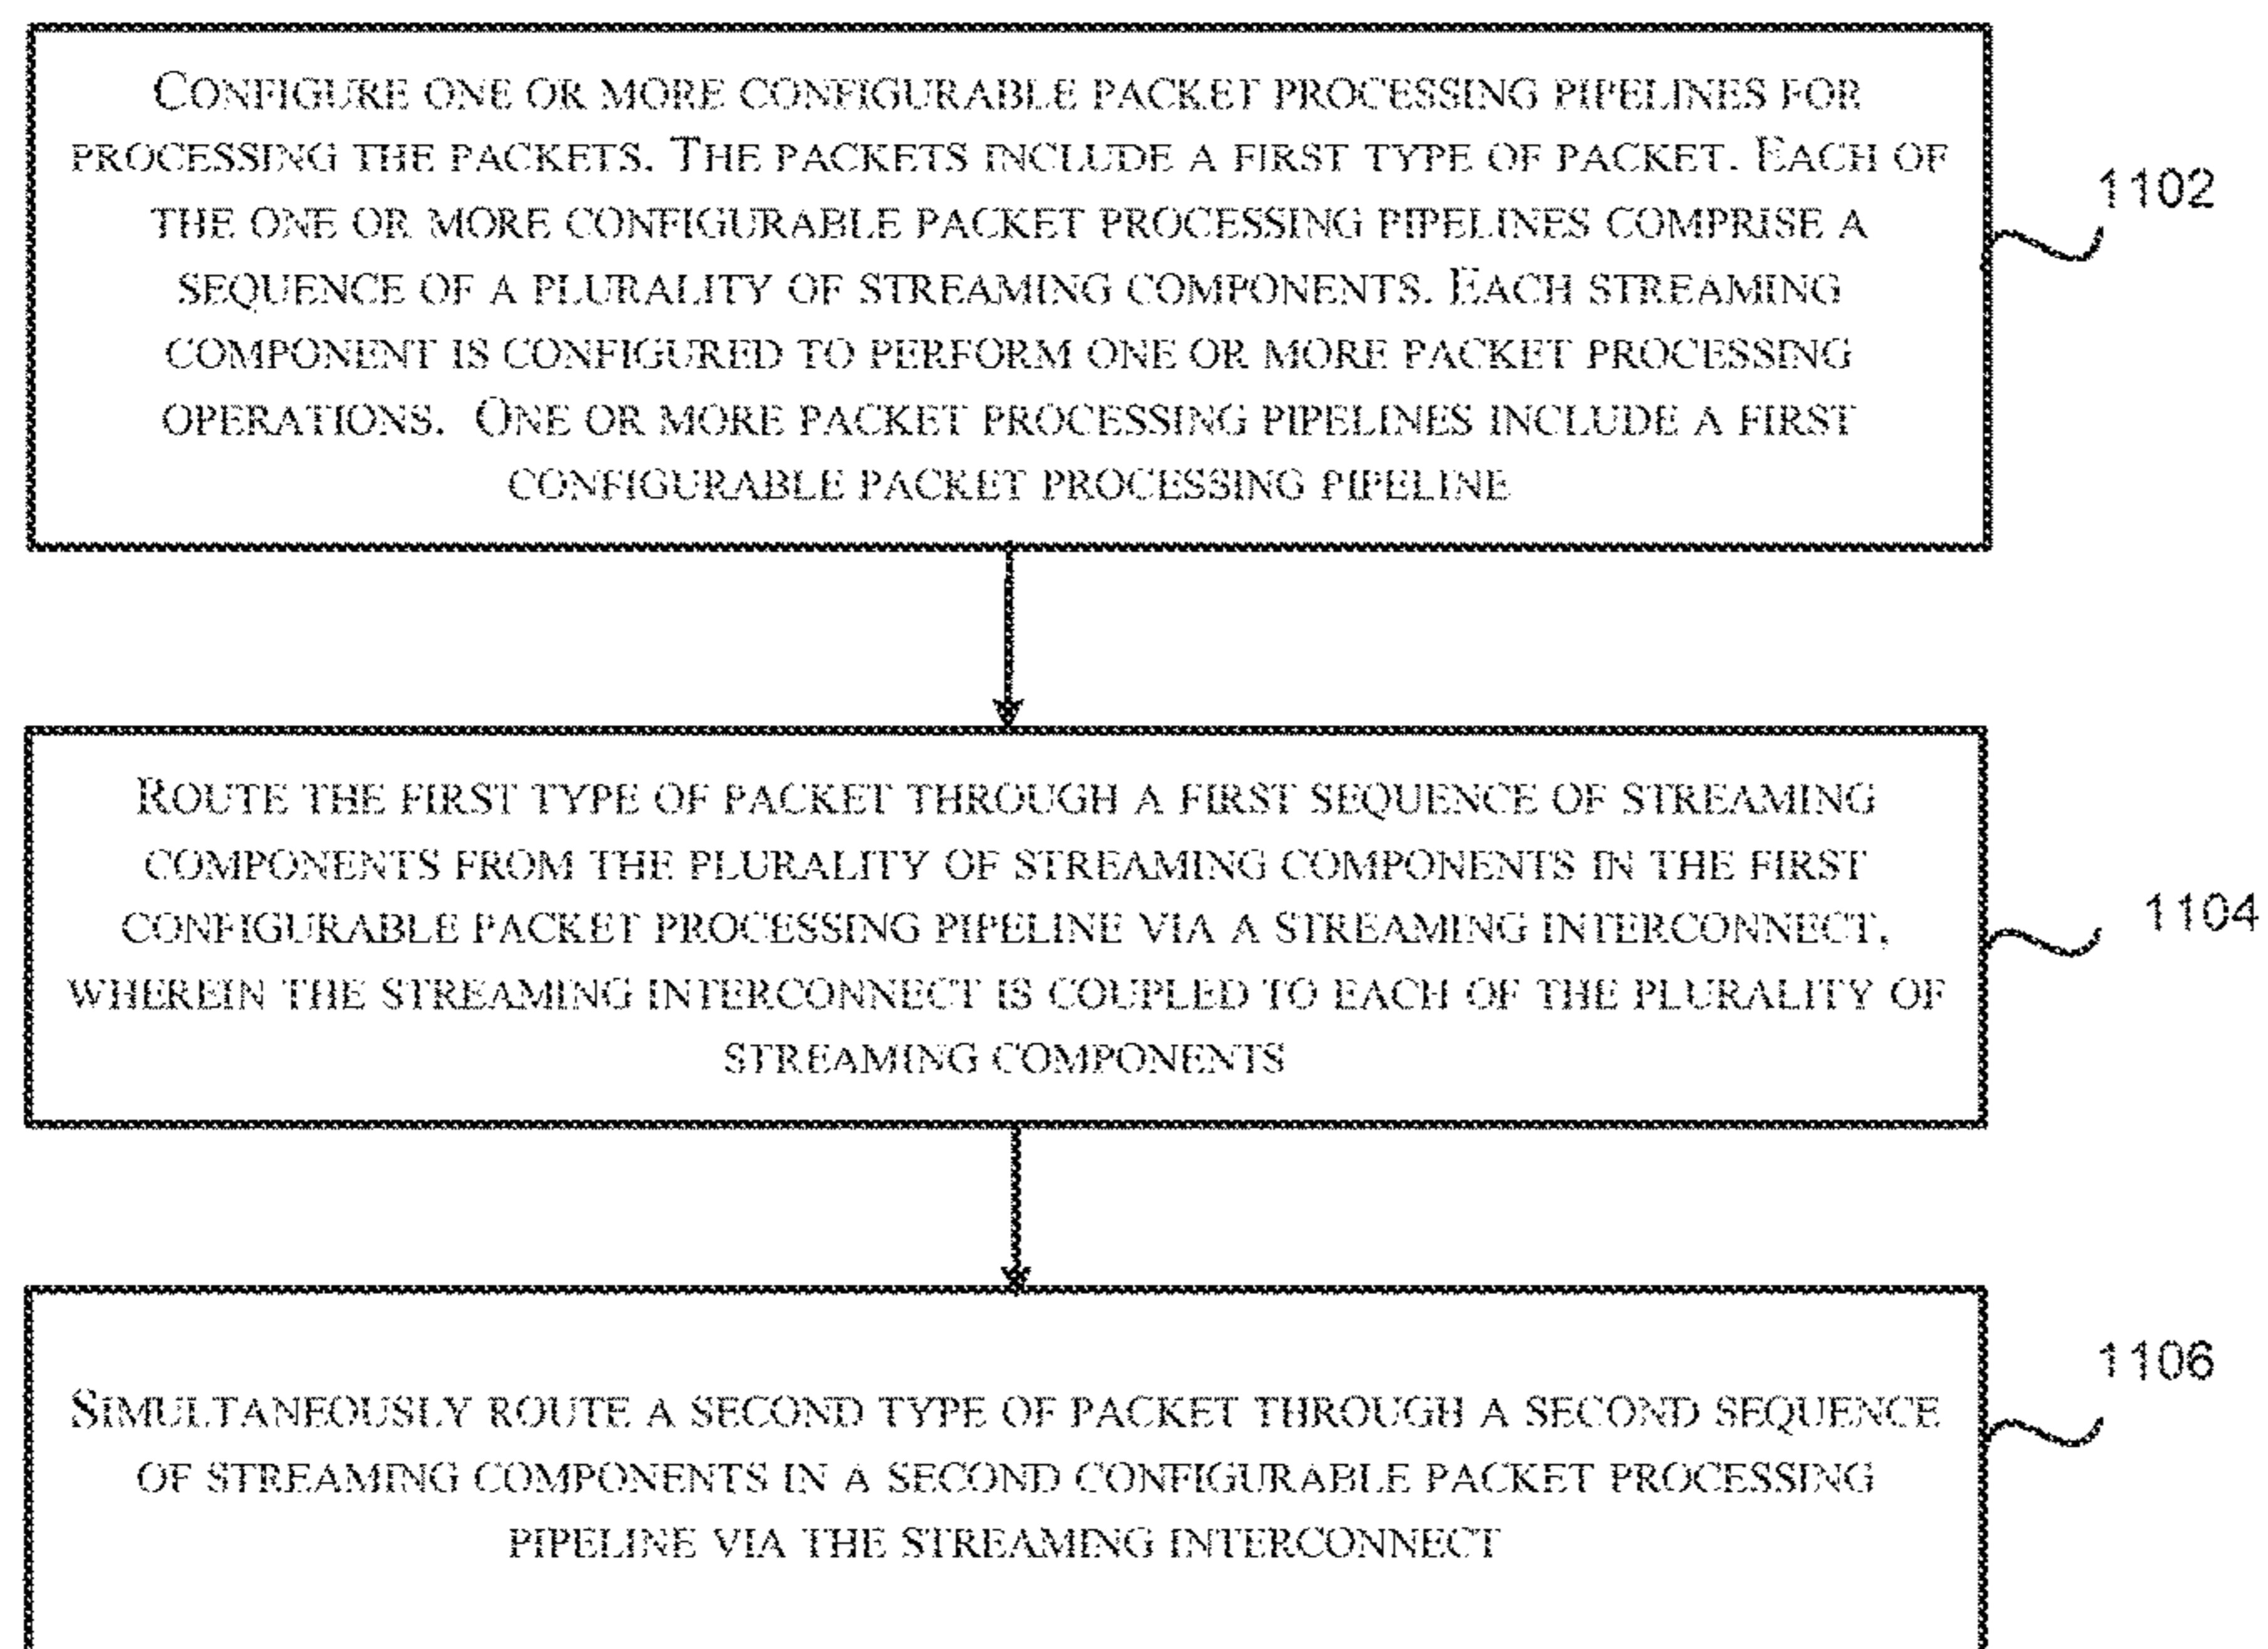 CONFIGURE ONE OR MORE CONFIGURABLE PACKET PROCESSING PIPELINES FOR
PROCESSING THE PACKETS. THE PACKETS INCLUDE A FIRST TYPE OF PACKET. EACH OF
THE ONE OR MORE CONFIGURABLE PACKET PROCESSING PIPELINES COMPRISE A
SEQUENCE OF A PLURALITY OF STREAMING COMPONENTS. EACH STREAMING
COMPONENT IS CONFIGURED TO PERFORM ONE OR MORE PACKET PROCESSING
OPERATIONS. ONE OR MORE PACKET PROCESSING PIPELINES INCLUDE A FIRST
CONFIGURABLE PACKET PROCESSING PIPELINE
1102
ROUTE THE FIRST TYPE OF PACKET THROUGH A FIRST SEQUENCE OF STREAMING
COMPONENTS FROM THE PLURALITY OF STREAMING COMPONENTS IN THE FIRST
CONFIGURABLE PACKET PROCESSING PIPELINE VIA A STREAMING INTERCONNECT,
WHEREIN THE STREAMING INTERCONNECT IS COUPLED TO EACH OF THE PLURALITY OF
STREAMING COMPONENTS
1104
SIMULTANEOUSLY ROUTE A SECOND TYPE OF PACKET THROUGH A SECOND SEQUENCE
OF STREAMING COMPONENTS IN A SECOND CONFIGURABLE PACKET PROCESSING
PIPELINE VIA THE STREAMING INTERCONNECT
1106